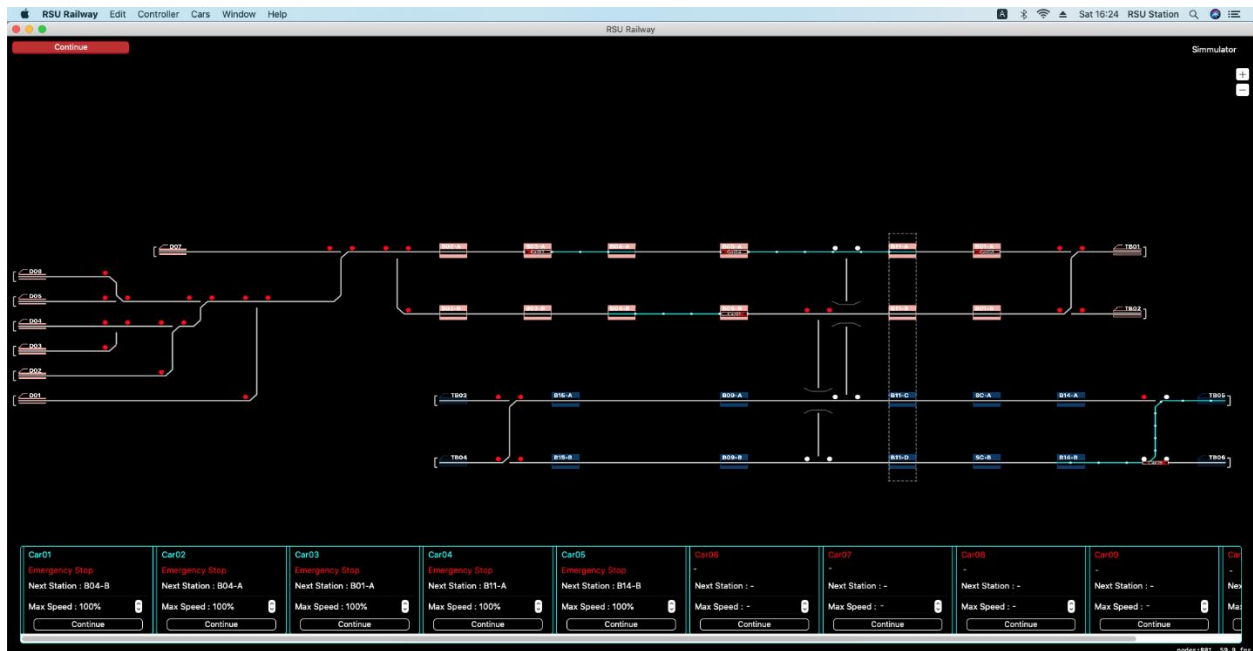 RSU Railway Edit Controller Cars Window Help
A Sat 16:24 RSU Station
RSU Railway
Continue
Simmulator
+
−
D07
TB01
D05
TB02
D04
D03
D02
D01
TB03 B15-A B09-A B11-C SC-A B14-A TB05
TB04 B15-B B09-B B11-D SC-B B14-B TB06
Car01 Car02 Car03 Car04 Car05 Car06 Car07 Car08 Car09 Car
Emergency Stop Emergency Stop Emergency Stop Emergency Stop Emergency Stop - - - - -
Next Station : B04-B Next Station : B04-A Next Station : B01-A Next Station : B11-A Next Station : B14-B Next Station : - Next Station : - Next Station : - Next Station : - Nex
Max Speed : 100% Max Speed : 100% Max Speed : 100% Max Speed : 100% Max Speed : 100% Max Speed : - Max Speed : - Max Speed : - Max Speed : - Ma
Continue Continue Continue Continue Continue Continue Continue Continue Continue